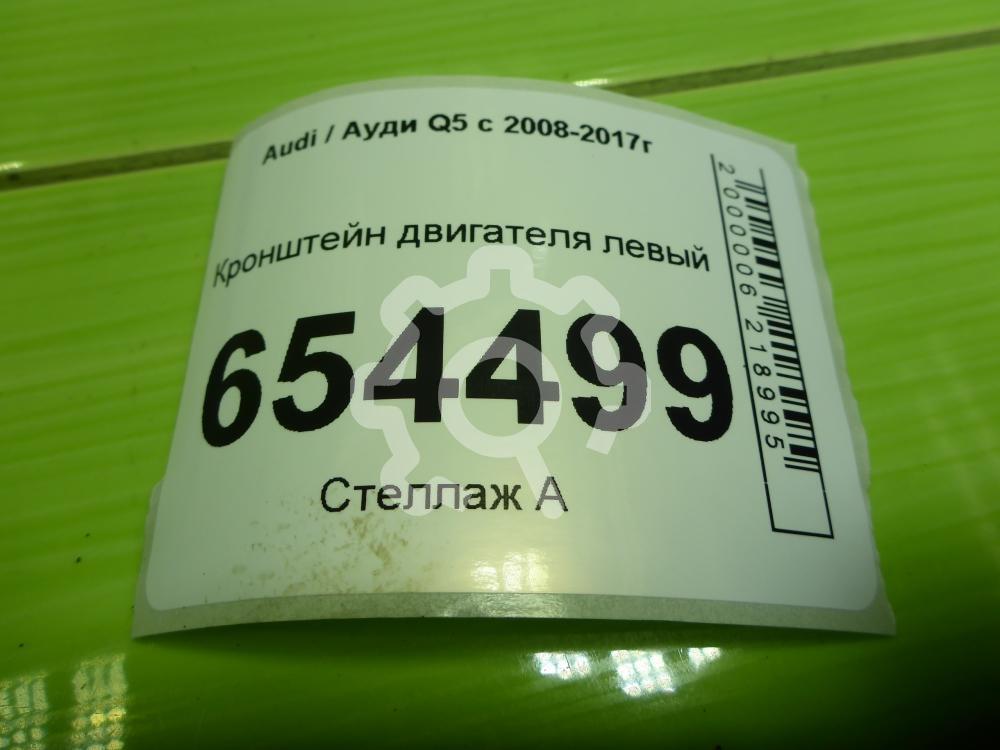 Audi / Ауди Q5 с 2008-2017г
Кронштейн двигателя левый
654499
Стеллаж А
2000006218995